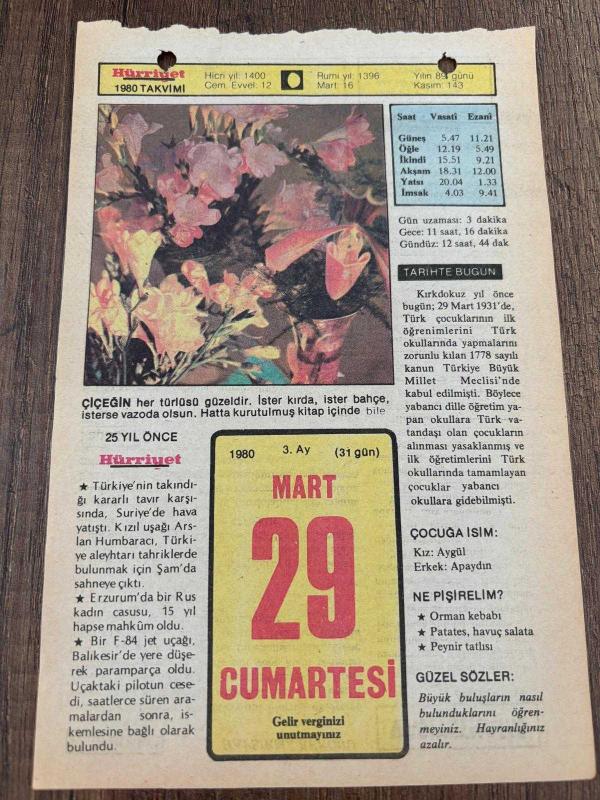 Hürriyet
1980 TAKVİMİ
Hicri yıl: 1400
Cem. Evvel: 12
Rumi yıl: 1396
Mart: 16
Yılın 89. günü
Kasım: 143
Saat Vasati Ezani
Güneş 5.47 11.21
Öğle 12.19 5.49
İkindi 15.51 9.21
Akşam 18.31 12.00
Yatsı 20.04 1.33
İmsak 4.03 9.41
Gün uzaması: 3 dakika
Gece: 11 saat, 16 dakika
Gündüz: 12 saat, 44 dak
TARİHTE BUGÜN
Kırkdokuz yıl önce
bugün; 29 Mart 1931'de,
Türk çocuklarının ilk
öğrenimlerini Türk
okullarında yapmalarını
zorunlu kılan 1778 sayılı
kanun Türkiye Büyük
Millet Meclisi'nde
kabul edilmişti. Böylece
yabancı dille öğretim ya-
pan okullara Türk va-
tandaşı olan çocukların
alınması yasaklanmış ve
ilk öğretimlerini Türk
okullarında tamamlayan
çocuklar yabancı
okullara gidebilmişti.
ÇİÇEĞİN her türlüsü güzeldir. İster kırda, ister bahçe,
isterse vazoda olsun. Hatta kurutulmuş kitap içinde bile
25 YIL ÖNCE
Hürriyet
★ Türkiye'nin takındı-
ğı kararlı tavır karşı-
sında, Suriye'de hava
yatıştı. Kızıl uşağı Ars-
lan Humbaracı, Türki-
ye aleyhtarı tahriklerde
bulunmak için Şam'da
sahneye çıktı.
★ Erzurum'da bir Rus
kadın casusu, 15 yıl
hapse mahkûm oldu.
★ Bir F-84 jet uçağı,
Balıkesir'de yere düşe-
rek paramparça oldu.
Uçaktaki pilotun cese-
di, saatlerce süren ara-
malardan sonra, is-
kemlesine bağlı olarak
bulundu.
1980 3. Ay (31 gün)
MART
29
CUMARTESİ
Gelir verginizi
unutmayınız
ÇOCUĞA İSİM:
Kız: Aygül
Erkek: Apaydın
NE PİŞİRELİM?
★ Orman kebabı
★ Patates, havuç salata
★ Peynir tatlısı
GÜZEL SÖZLER:
Büyük buluşların nasıl
bulunduklarını öğren-
meyiniz. Hayranlığınız
azalır.